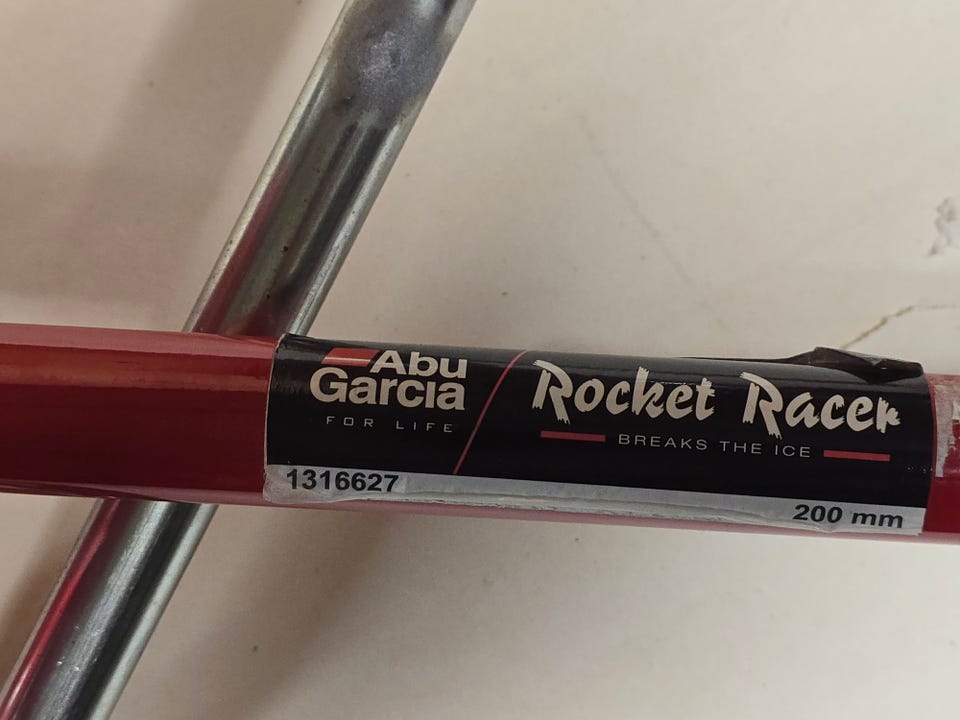 Abu
Garcia
FOR LIFE
Rocket Racer
BREAKS THE ICE
1316627
200 mm